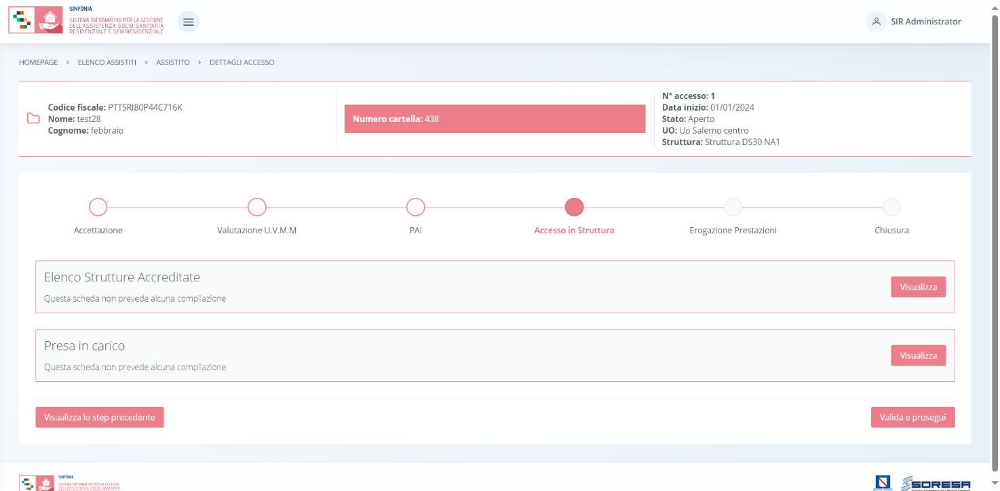 SINFONIA
SISTEMA INFORMATIVO PER LA GESTIONE
DELL'ASSISTENZA SOCIO SANITARIA
RESIDENZIALE E SEMIRESIDENZIALE
SIR Administrator
HOMEPAGE > ELENCO ASSISTITI > ASSISTITO > DETTAGLI ACCESSO
Codice fiscale: PTTSRI80P44C716K
Nome: test28
Cognome: febbraio
Numero cartella: 438
N° accesso: 1
Data inizio: 01/01/2024
Stato: Aperto
UO: Uo Salerno centro
Struttura: Struttura DS30 NA1
Accettazione
Valutazione U.V.M.M
PAI
Accesso in Struttura
Erogazione Prestazioni
Chiusura
Elenco Strutture Accreditate
Questa scheda non prevede alcuna compilazione
Visualizza
Presa in carico
Questa scheda non prevede alcuna compilazione
Visualizza
Visualizza lo step precedente
Valida e prosegui
SINFONIA
SISTEMA INFORMATIVO PER LA GESTIONE
DELL'ASSISTENZA SOCIO SANITARIA
SORESA